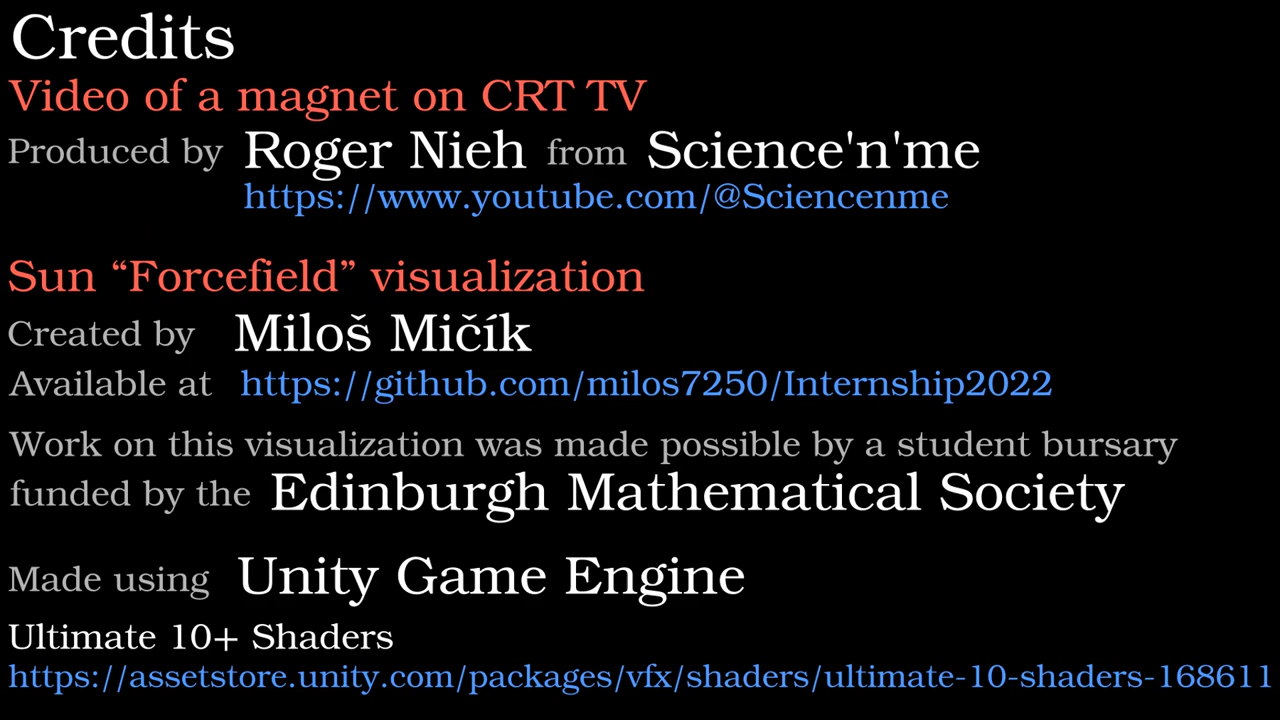 Credits
Video of a magnet on CRT TV
Produced by Roger Nieh from Science'n'me
https://www.youtube.com/@Sciencenme
Sun “Forcefield” visualization
Created by Miloš Mičík
Available at https://github.com/milos7250/Internship2022
Work on this visualization was made possible by a student bursary
funded by the Edinburgh Mathematical Society
Made using Unity Game Engine
Ultimate 10+ Shaders
https://assetstore.unity.com/packages/vfx/shaders/ultimate-10-shaders-168611